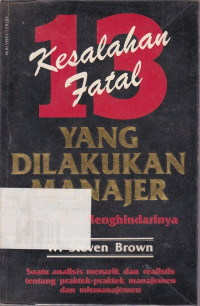 13
Kesalahan
Fatal
YANG
DILAKUKAN
MANAJER
Menghindarinya
W. Steven Brown
Suatu analisis menarik dan realistis
tentang praktek-praktek manajemen
dan mismanajemen